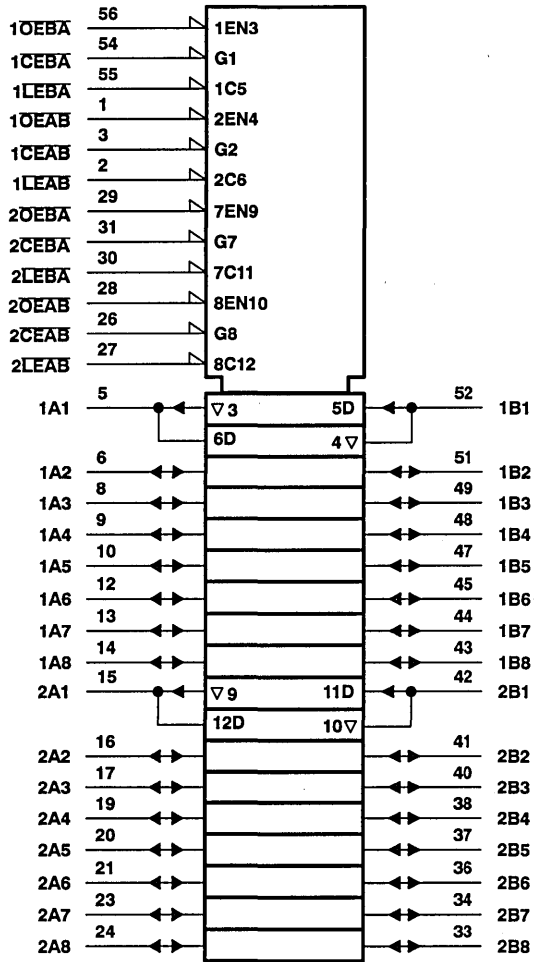 1OEBA 56 1EN3
1CEBA 54 G1
1LEBA 55 1C5
1OEAB 1 2EN4
1CEAB 3 G2
1LEAB 2 2C6
2OEBA 29 7EN9
2CEBA 31 G7
2LEBA 30 7C11
2OEAB 28 8EN10
2CEAB 26 G8
2LEAB 27 8C12
1A1 5 ▽ 3 5D 52 1B1
6D 4 ▽
1A2 6 51 1B2
1A3 8 49 1B3
1A4 9 48 1B4
1A5 10 47 1B5
1A6 12 45 1B6
1A7 13 44 1B7
1A8 14 43 1B8
2A1 15 ▽ 9 11D 42 2B1
12D 10 ▽
2A2 16 41 2B2
2A3 17 40 2B3
2A4 19 38 2B4
2A5 20 37 2B5
2A6 21 36 2B6
2A7 23 34 2B7
2A8 24 33 2B8